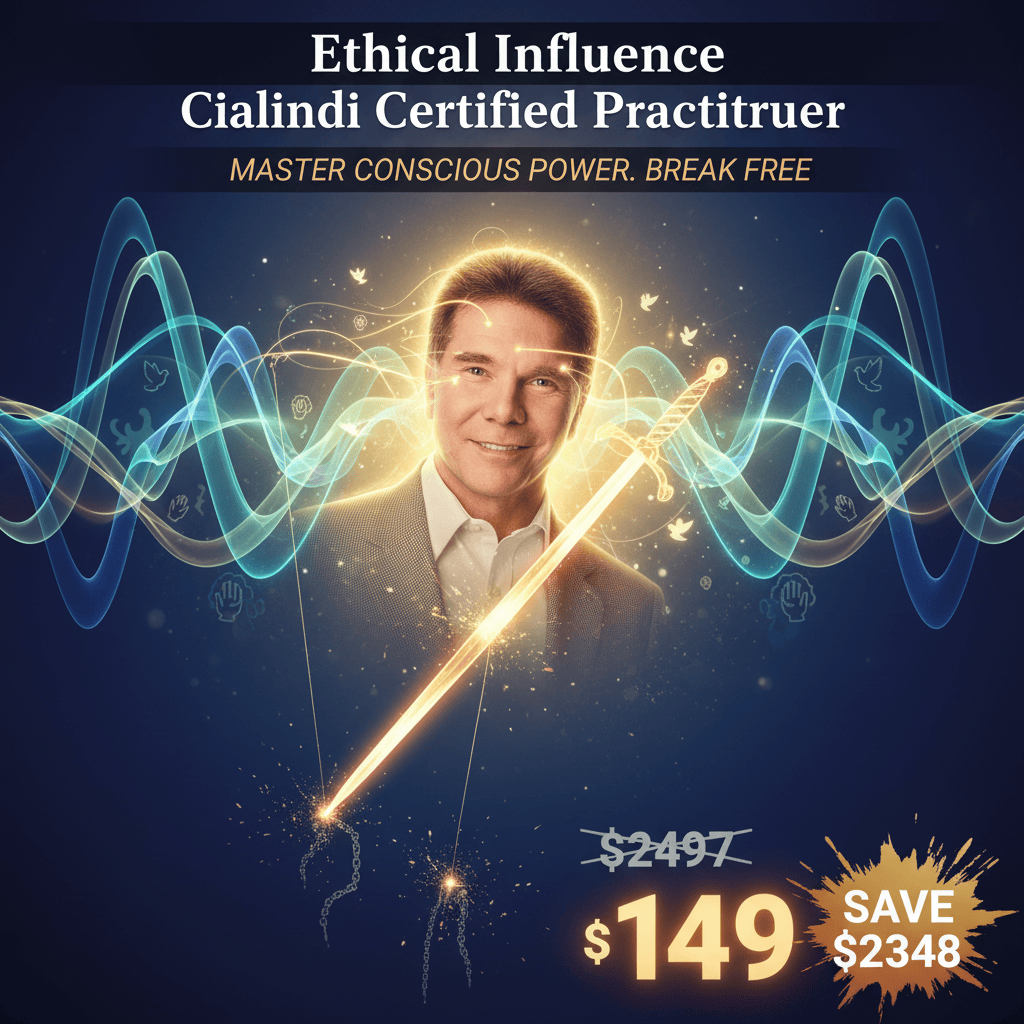 Ethical Influence
Cialindi Certified Practitruer
MASTER CONSCIOUS POWER. BREAK FREE
$2497
$149
SAVE
$2348